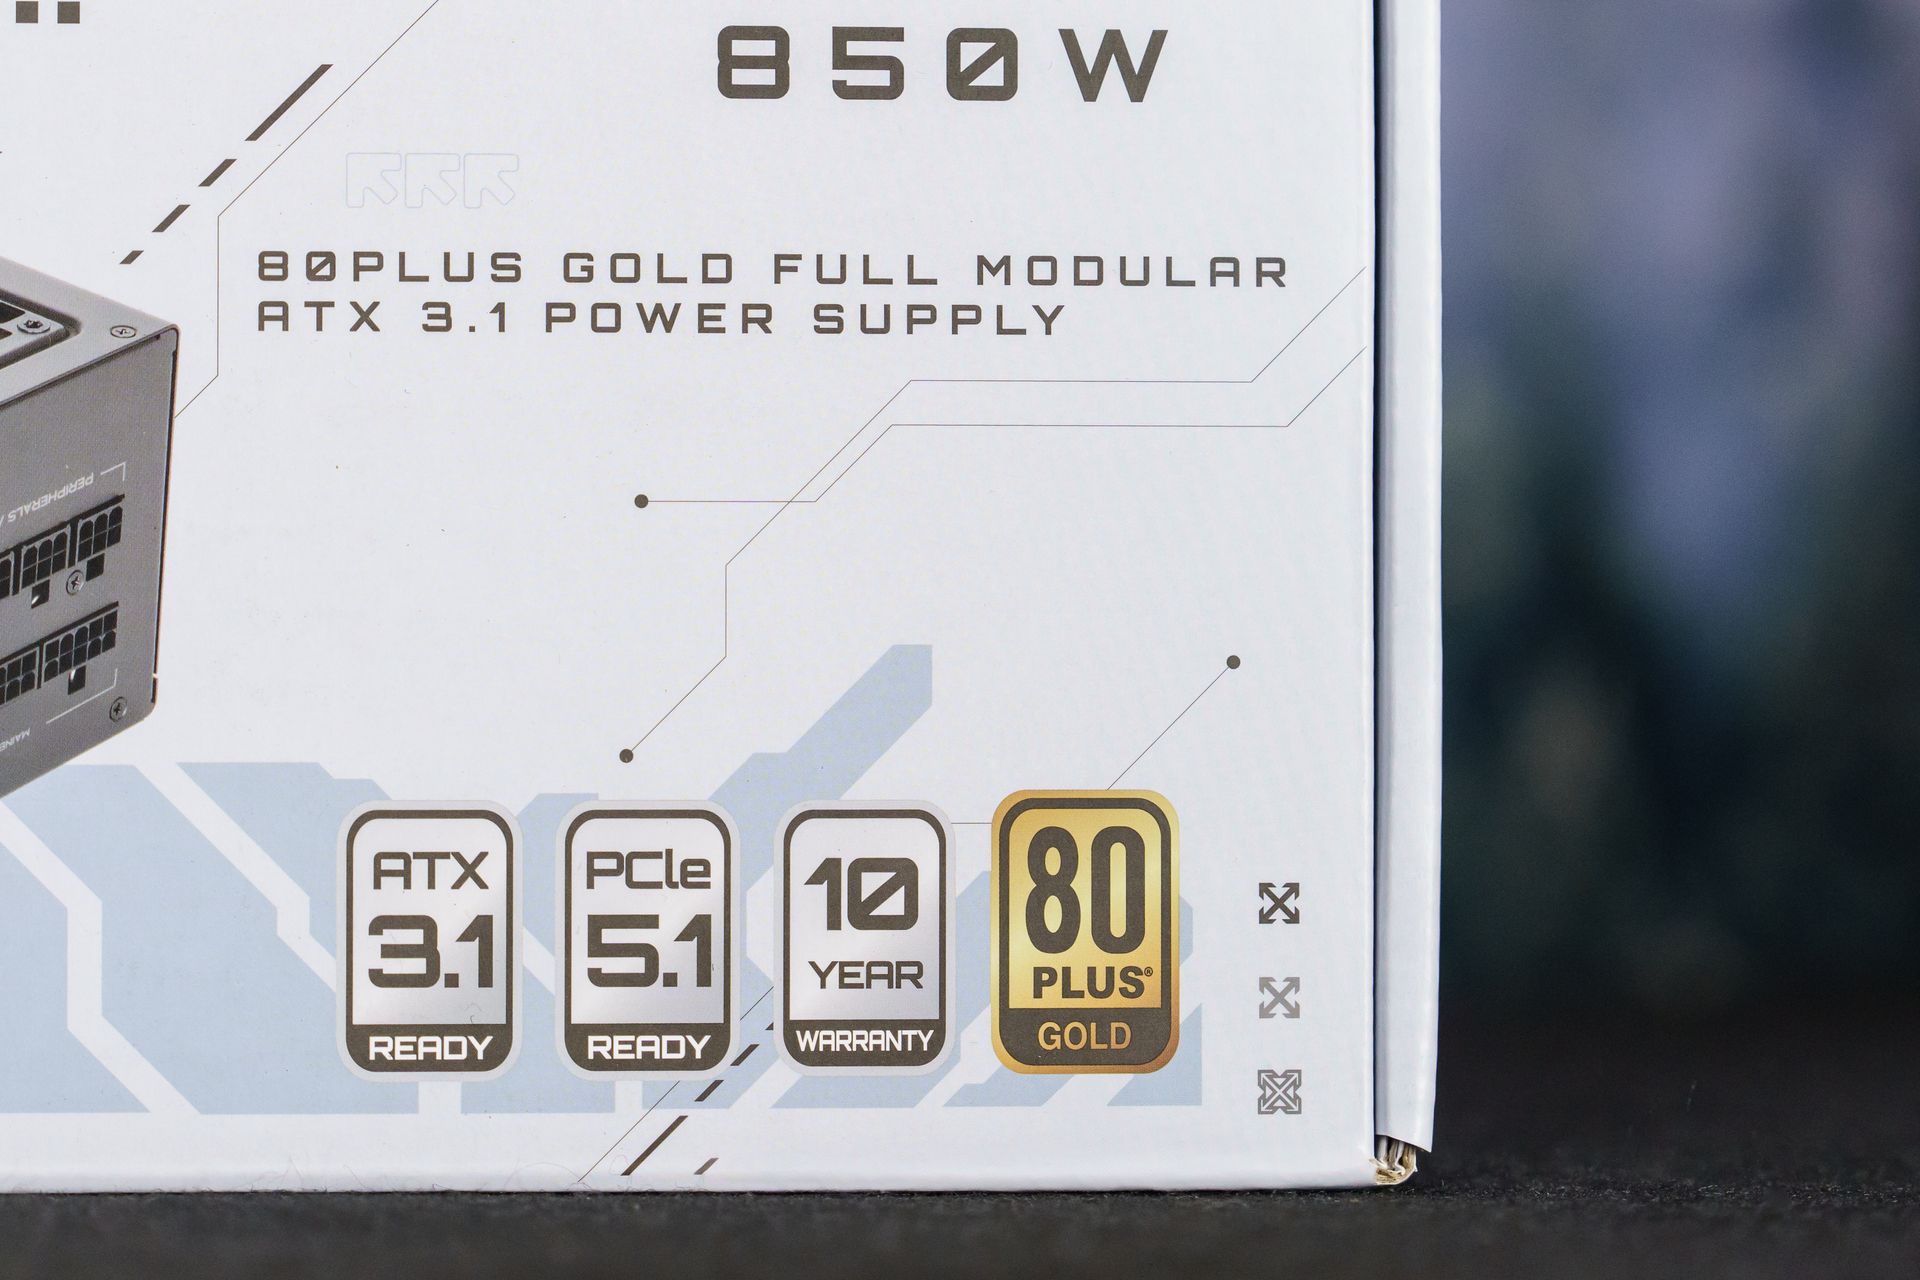 850W
80PLUS GOLD FULL MODULAR
ATX 3.1 POWER SUPPLY
PERIPHERALS /
ATX
3.1
READY
PCIe
5.1
READY
10
YEAR
WARRANTY
80
PLUS®
GOLD